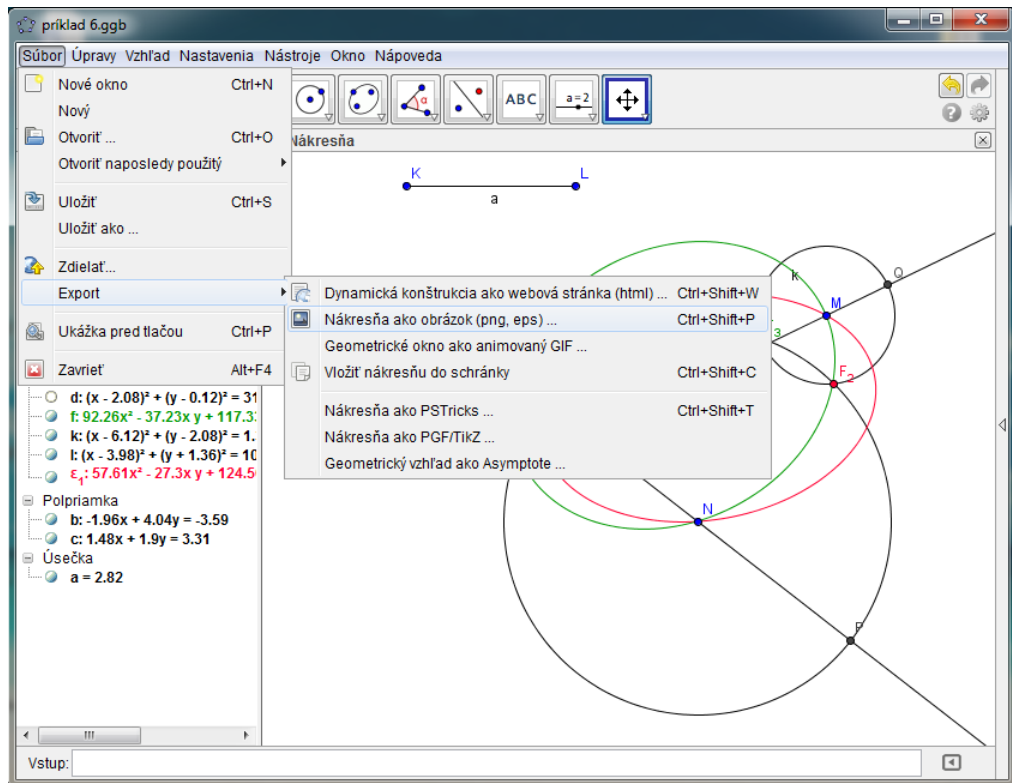 príklad 6.ggb
Súbor Úpravy Vzhľad Nastavenia Nástroje Okno Nápoveda
Nové okno Ctrl+N
Nový
Otvoriť ... Ctrl+O
Otvoriť naposledy použitý
Uložiť Ctrl+S
Uložiť ako ...
Zdielať...
Export
Ukážka pred tlačou Ctrl+P
Zavrieť Alt+F4
α
ABC
a=2
Nákresňa
K
L
a
Dynamická konštrukcia ako webová stránka (html) ... Ctrl+Shift+W
Nákresňa ako obrázok (png, eps) ... Ctrl+Shift+P
Geometrické okno ako animovaný GIF ...
Vložiť nákresňu do schránky Ctrl+Shift+C
Nákresňa ako PSTricks ... Ctrl+Shift+T
Nákresňa ako PGF/TikZ ...
Geometrický vzhľad ako Asymptote ...
k
Q
M
3
F₂
N
P
d: (x - 2.08)² + (y - 0.12)² = 31
f: 92.26x² - 37.23x y + 117.3
k: (x - 6.12)² + (y - 2.08)² = 1.
l: (x - 3.98)² + (y + 1.36)² = 10
ε₁: 57.61x² - 27.3x y + 124.5
Polpriamka
b: -1.96x + 4.04y = -3.59
c: 1.48x + 1.9y = 3.31
Úsečka
a = 2.82
Vstup: